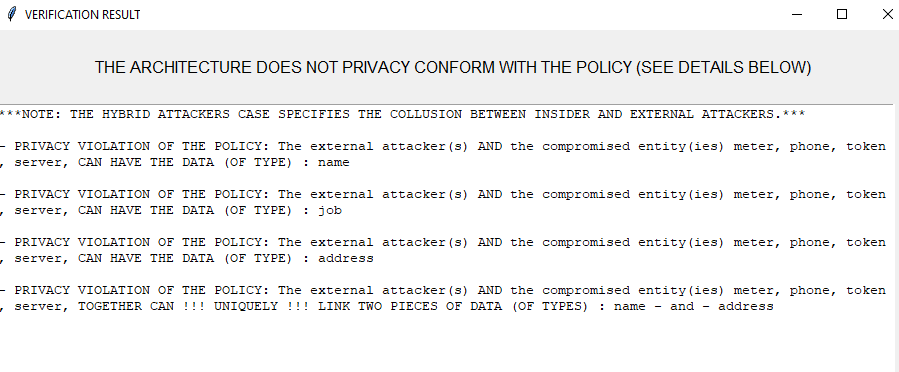 VERIFICATION RESULT
THE ARCHITECTURE DOES NOT PRIVACY CONFORM WITH THE POLICY (SEE DETAILS BELOW)
***NOTE: THE HYBRID ATTACKERS CASE SPECIFIES THE COLLUSION BETWEEN INSIDER AND EXTERNAL ATTACKERS.***
- PRIVACY VIOLATION OF THE POLICY: The external attacker(s) AND the compromised entity(ies) meter, phone, token
, server, CAN HAVE THE DATA (OF TYPE) : name
- PRIVACY VIOLATION OF THE POLICY: The external attacker(s) AND the compromised entity(ies) meter, phone, token
, server, CAN HAVE THE DATA (OF TYPE) : job
- PRIVACY VIOLATION OF THE POLICY: The external attacker(s) AND the compromised entity(ies) meter, phone, token
, server, CAN HAVE THE DATA (OF TYPE) : address
- PRIVACY VIOLATION OF THE POLICY: The external attacker(s) AND the compromised entity(ies) meter, phone, token
, server, TOGETHER CAN !!! UNIQUELY !!! LINK TWO PIECES OF DATA (OF TYPES) : name - and - address